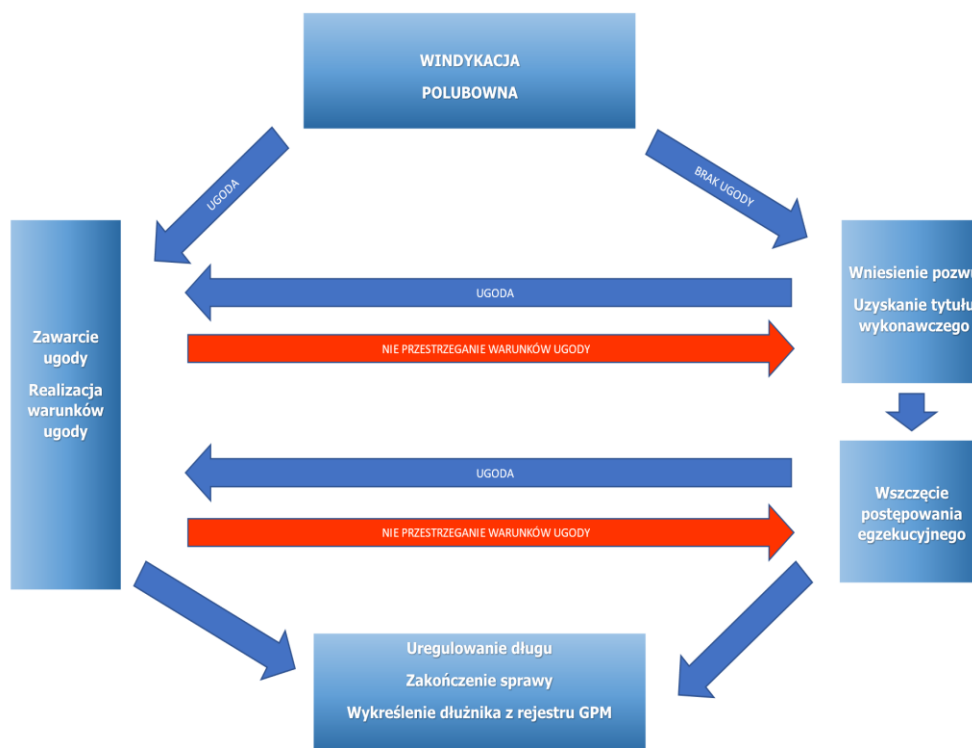 WINDYKACJA
POLUBOWNA
UGODA
BRAK UGODY
Wniesienie pozwu
Uzyskanie tytułu
wykonawczego
UGODA
NIE PRZESTRZEGANIE WARUNKÓW UGODY
Zawarcie
ugody
Realizacja
warunków
ugody
UGODA
NIE PRZESTRZEGANIE WARUNKÓW UGODY
Wszczęcie
postępowania
egzekucyjnego
Uregulowanie długu
Zakończenie sprawy
Wykreślenie dłużnika z rejestru GPM